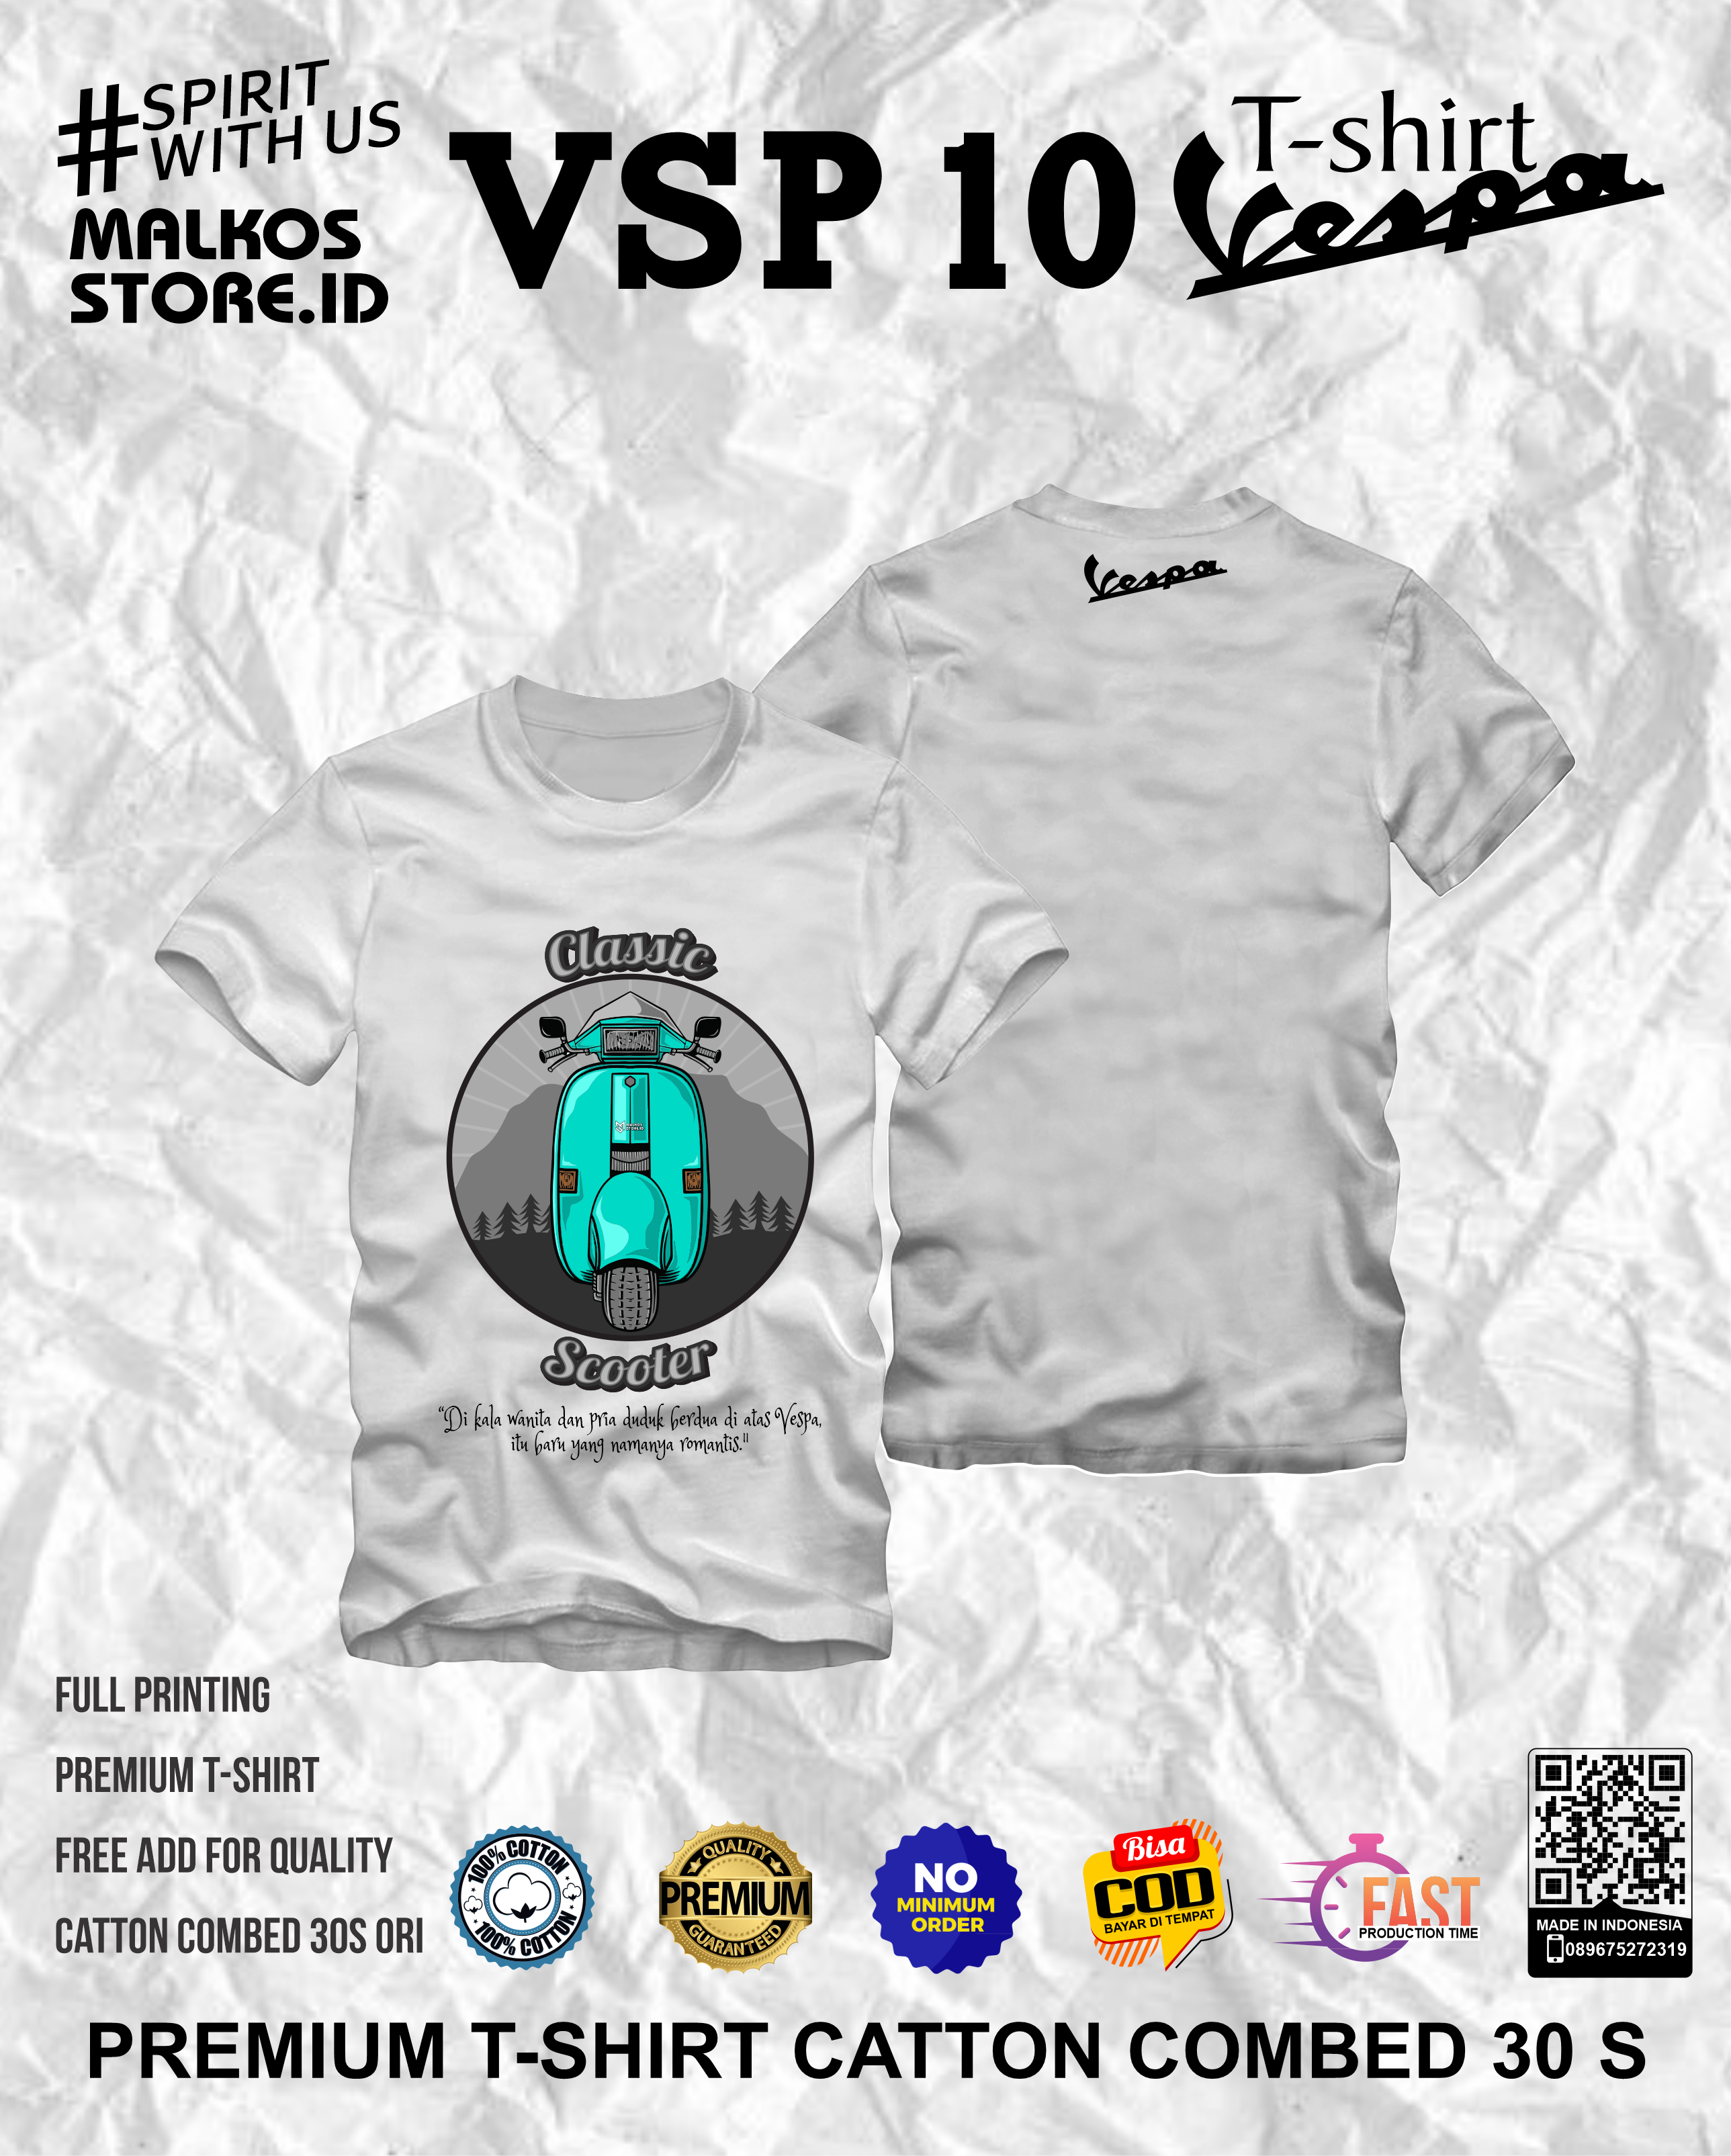 #SPIRIT
WITH US
MALKOS
STORE.ID
VSP 10
T-shirt
Vespa
Vespa
Classic
MALKOS
STORE.ID
Scooter
“Di kala wanita dan pria duduk berdua di atas Vespa,
itu baru yang namanya romantis."
FULL PRINTING
PREMIUM T-SHIRT
FREE ADD FOR QUALITY
CATTON COMBED 30S ORI
100% COTTON
100% COTTON
QUALITY
PREMIUM
GUARANTEED
NO
MINIMUM
ORDER
Bisa
COD
BAYAR DI TEMPAT
FAST
PRODUCTION TIME
MADE IN INDONESIA
089675272319
PREMIUM T-SHIRT CATTON COMBED 30 S